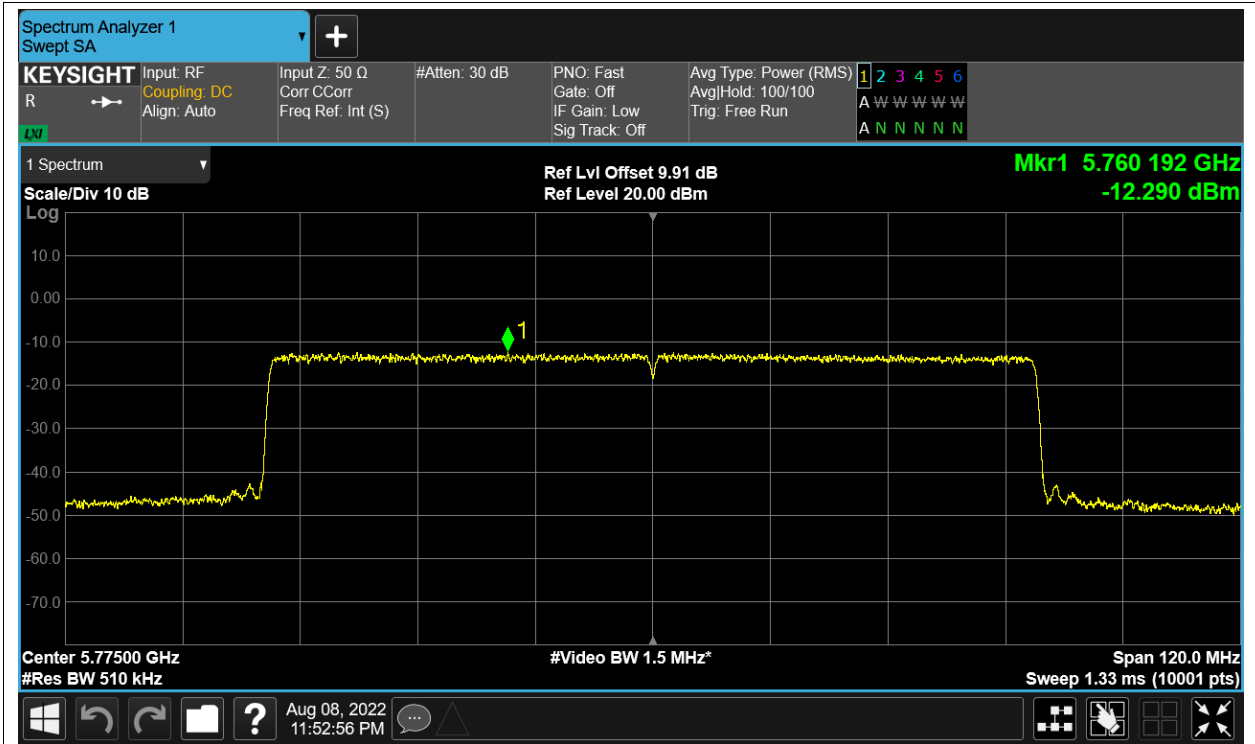 Spectrum Analyzer 1
Swept SA
KEYSIGHT
R
LXI
Input: RF
Coupling: DC
Align: Auto
Input Z: 50 Ω
Corr CCorr
Freq Ref: Int (S)
#Atten: 30 dB
PNO: Fast
Gate: Off
IF Gain: Low
Sig Track: Off
Avg Type: Power (RMS)
Avg|Hold: 100/100
Trig: Free Run
1 2 3 4 5 6
A W W W W W
A N N N N N
1 Spectrum
Scale/Div 10 dB
Log
Ref Lvl Offset 9.91 dB
Ref Level 20.00 dBm
Mkr1 5.760 192 GHz
-12.290 dBm
10.0
0.00
-10.0
-20.0
-30.0
-40.0
-50.0
-60.0
-70.0
1
Center 5.77500 GHz
#Res BW 510 kHz
#Video BW 1.5 MHz*
Span 120.0 MHz
Sweep 1.33 ms (10001 pts)
?
Aug 08, 2022
11:52:56 PM